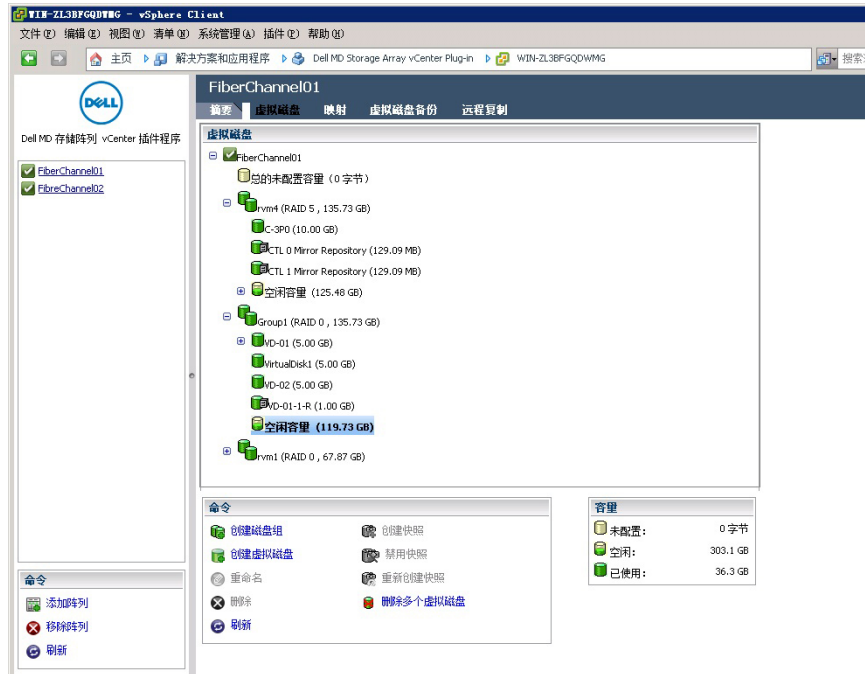 WIN-ZL3BFGQDWMG - vSphere Client
文件(F) 编辑(E) 视图(V) 清单(N) 系统管理(A) 插件(P) 帮助(H)
主页 解决方案和应用程序 Dell MD Storage Array vCenter Plug-in WIN-ZL3BFGQDWMG 搜索
DELL
Dell MD 存储阵列 vCenter 插件程序
FiberChannel01
FibreChannel02
FiberChannel01
摘要 虚拟磁盘 映射 虚拟磁盘备份 远程复制
虚拟磁盘
FiberChannel01
总的未配置容量 (0 字节)
rvm4 (RAID 5 , 135.73 GB)
C-3P0 (10.00 GB)
CTL 0 Mirror Repository (129.09 MB)
CTL 1 Mirror Repository (129.09 MB)
空闲容量 (125.48 GB)
Group1 (RAID 0 , 135.73 GB)
VD-01 (5.00 GB)
VirtualDisk1 (5.00 GB)
VD-02 (5.00 GB)
VD-01-1-R (1.00 GB)
空闲容量 (119.73 GB)
rvm1 (RAID 0 , 67.87 GB)
命令
创建磁盘组 创建快照
创建虚拟磁盘 禁用快照
重命名 重新创建快照
删除 删除多个虚拟磁盘
刷新
容量
未配置: 0 字节
空闲: 303.1 GB
已使用: 36.3 GB
命令
添加阵列
移除阵列
刷新